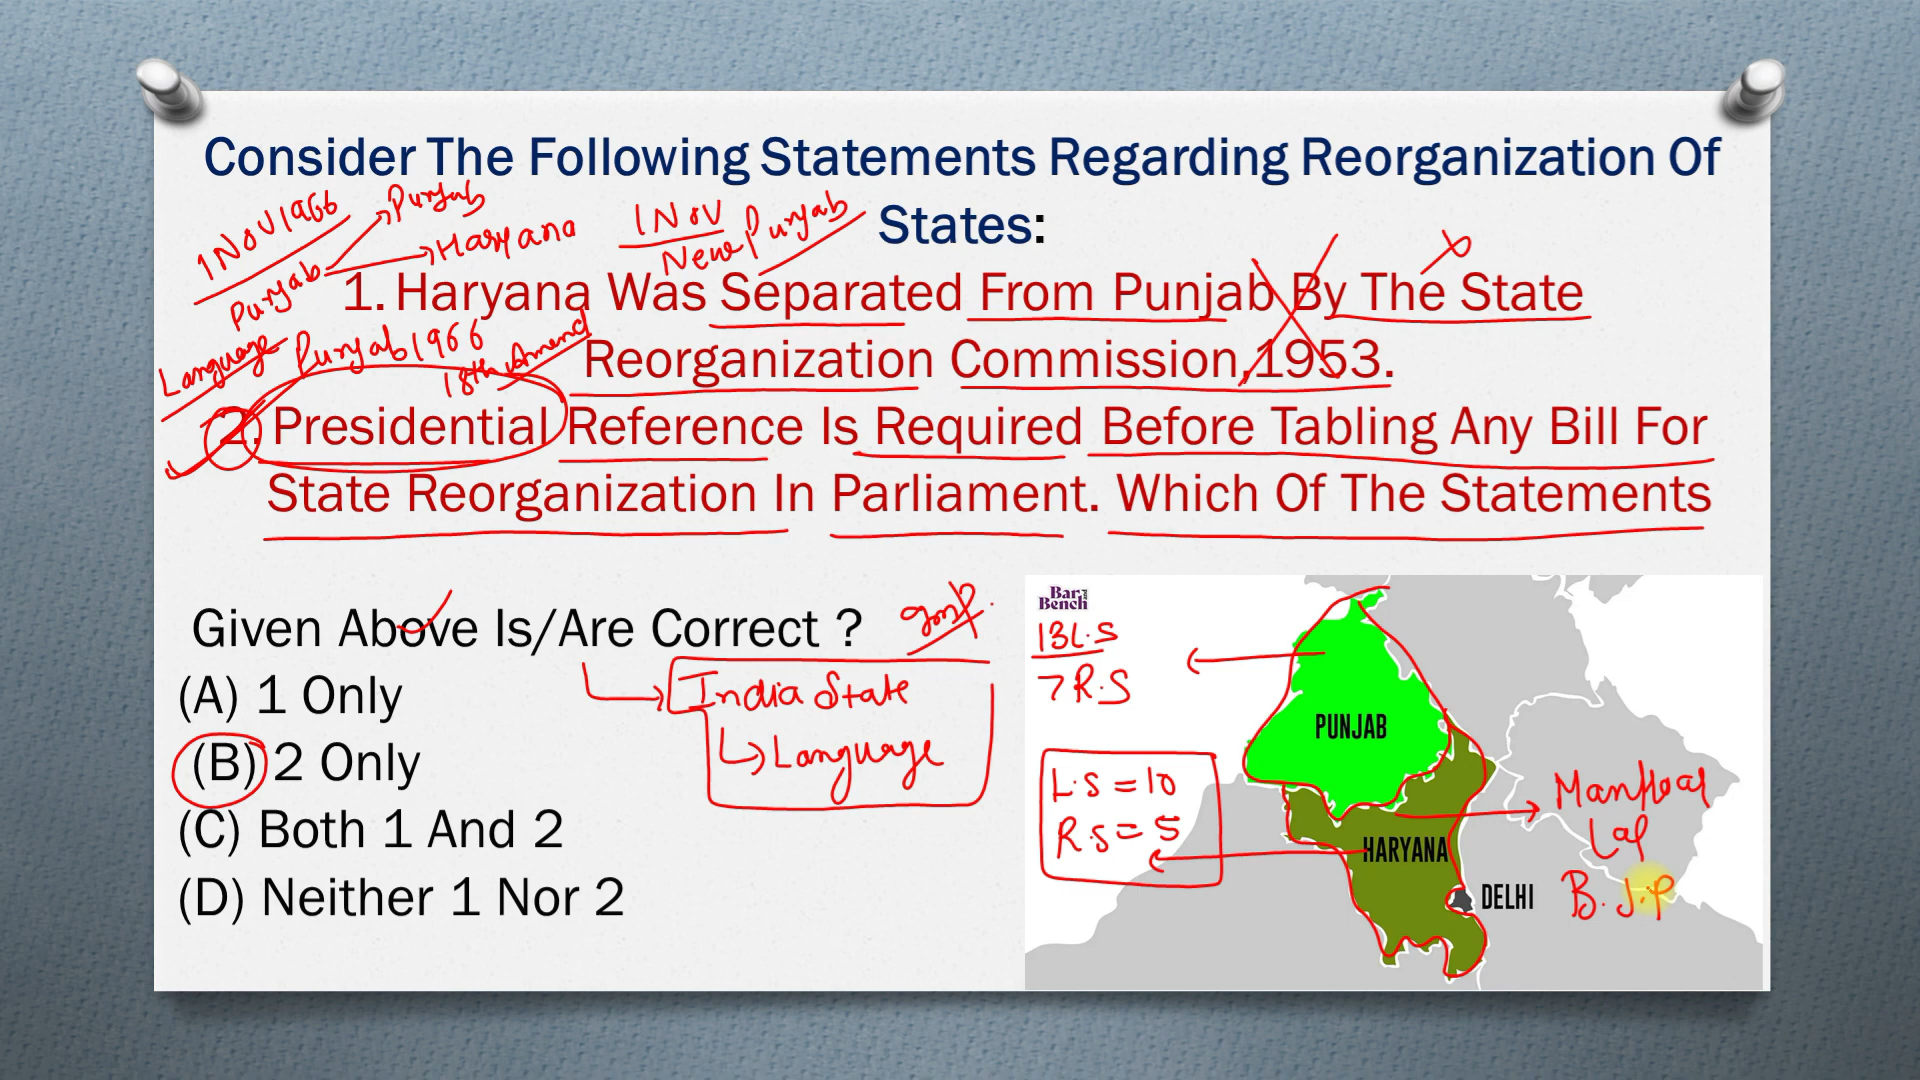 Consider The Following Statements Regarding Reorganization Of
States:
1 Nov 1966
Punjab
Punjab
Haryana
1 Nov
New Punjab
1. Haryana Was Separated From Punjab By The State
Reorganization Commission,1953.
Language
Punjab 1966
18th Amend
2. Presidential Reference Is Required Before Tabling Any Bill For
State Reorganization In Parliament. Which Of The Statements
Given Above Is/Are Correct ?
(A) 1 Only
(B) 2 Only
(C) Both 1 And 2
(D) Neither 1 Nor 2
India State
Language
Bar and Bench
13 L.S
7 R.S
PUNJAB
L.S = 10
R.S = 5
HARYANA
DELHI
Lal
B.J.P